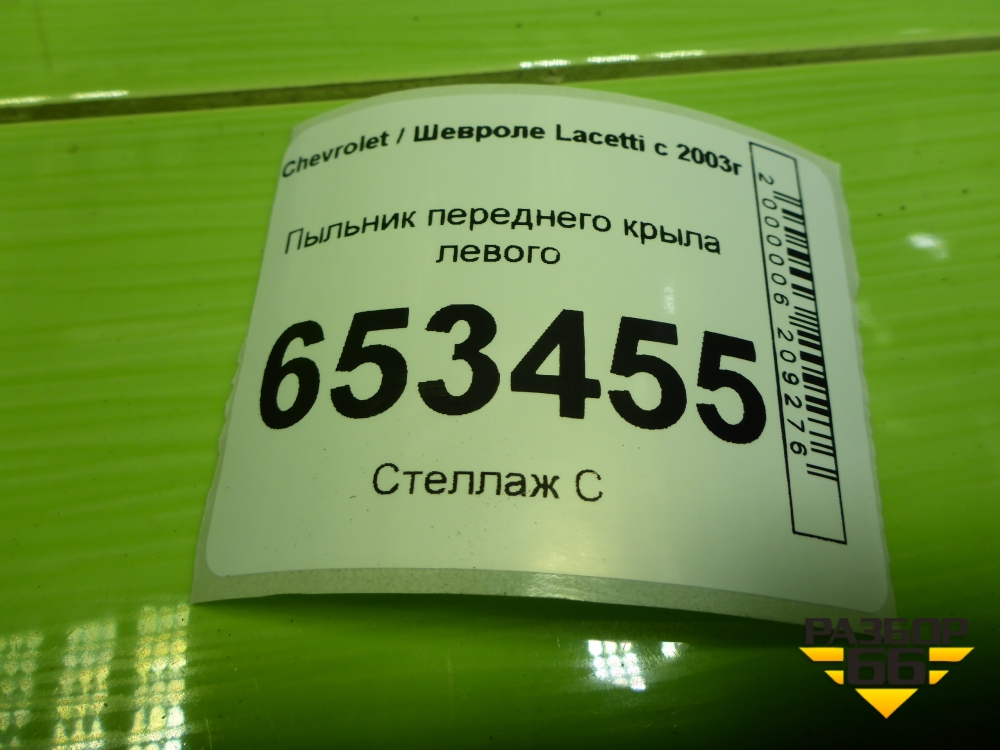 Chevrolet / Шевроле Lacetti с 2003г
Пыльник переднего крыла
левого
653455
Стеллаж С
2000006209276
РАЗБОР
66